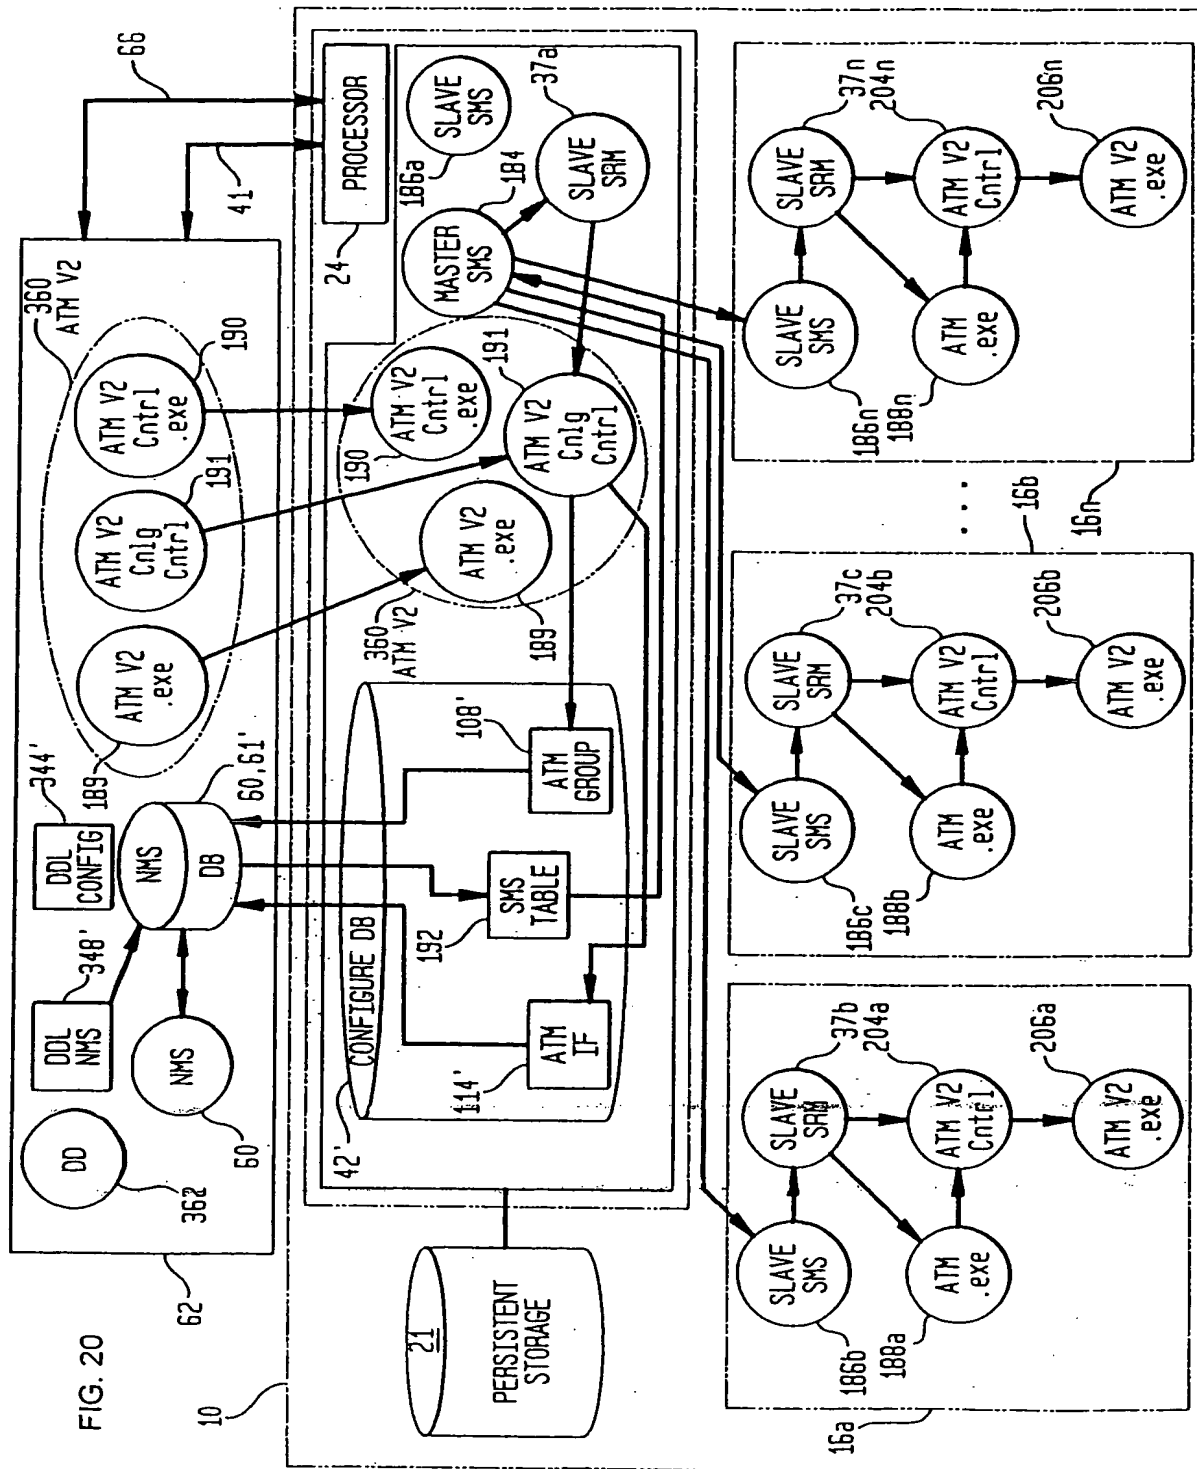 FIG. 20
62
DD
362
DDL
NMS
348'
NMS
60
DDL
CONFIG
344'
NMS
DB
60,61'
ATM V2
.exe
189
ATM V2
Cnlg
Cntrl
191
ATM V2
Cntrl
.exe
190
360
ATM V2
41
66
10
21
PERSISTENT
STORAGE
42'
CONFIGURE DB
ATM
IF
114'
SMS
TABLE
192
ATM
GROUP
108'
360
ATM V2
ATM V2
.exe
189
ATM V2
Cntrl
.exe
190
ATM V2
Cnlg
Cntrl
191
PROCESSOR
24
MASTER
SMS
184
SLAVE
SMS
186a
SLAVE
SRM
37a
16a
SLAVE
SMS
186b
SLAVE
SRM
37b
ATM
.exe
188a
ATM V2
Cntrl
204a
ATM V2
.exe
206a
16b
SLAVE
SMS
186c
SLAVE
SRM
37c
ATM
.exe
188b
ATM V2
Cntrl
204b
ATM V2
.exe
206b
...
16n
SLAVE
SMS
186n
SLAVE
SRM
37n
ATM
.exe
188n
ATM V2
Cntrl
204n
ATM V2
.exe
206n